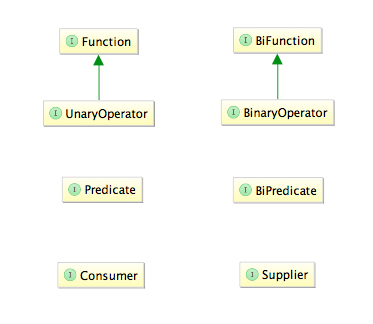 I Function
I BiFunction
I UnaryOperator
I BinaryOperator
I Predicate
I BiPredicate
I Consumer
I Supplier